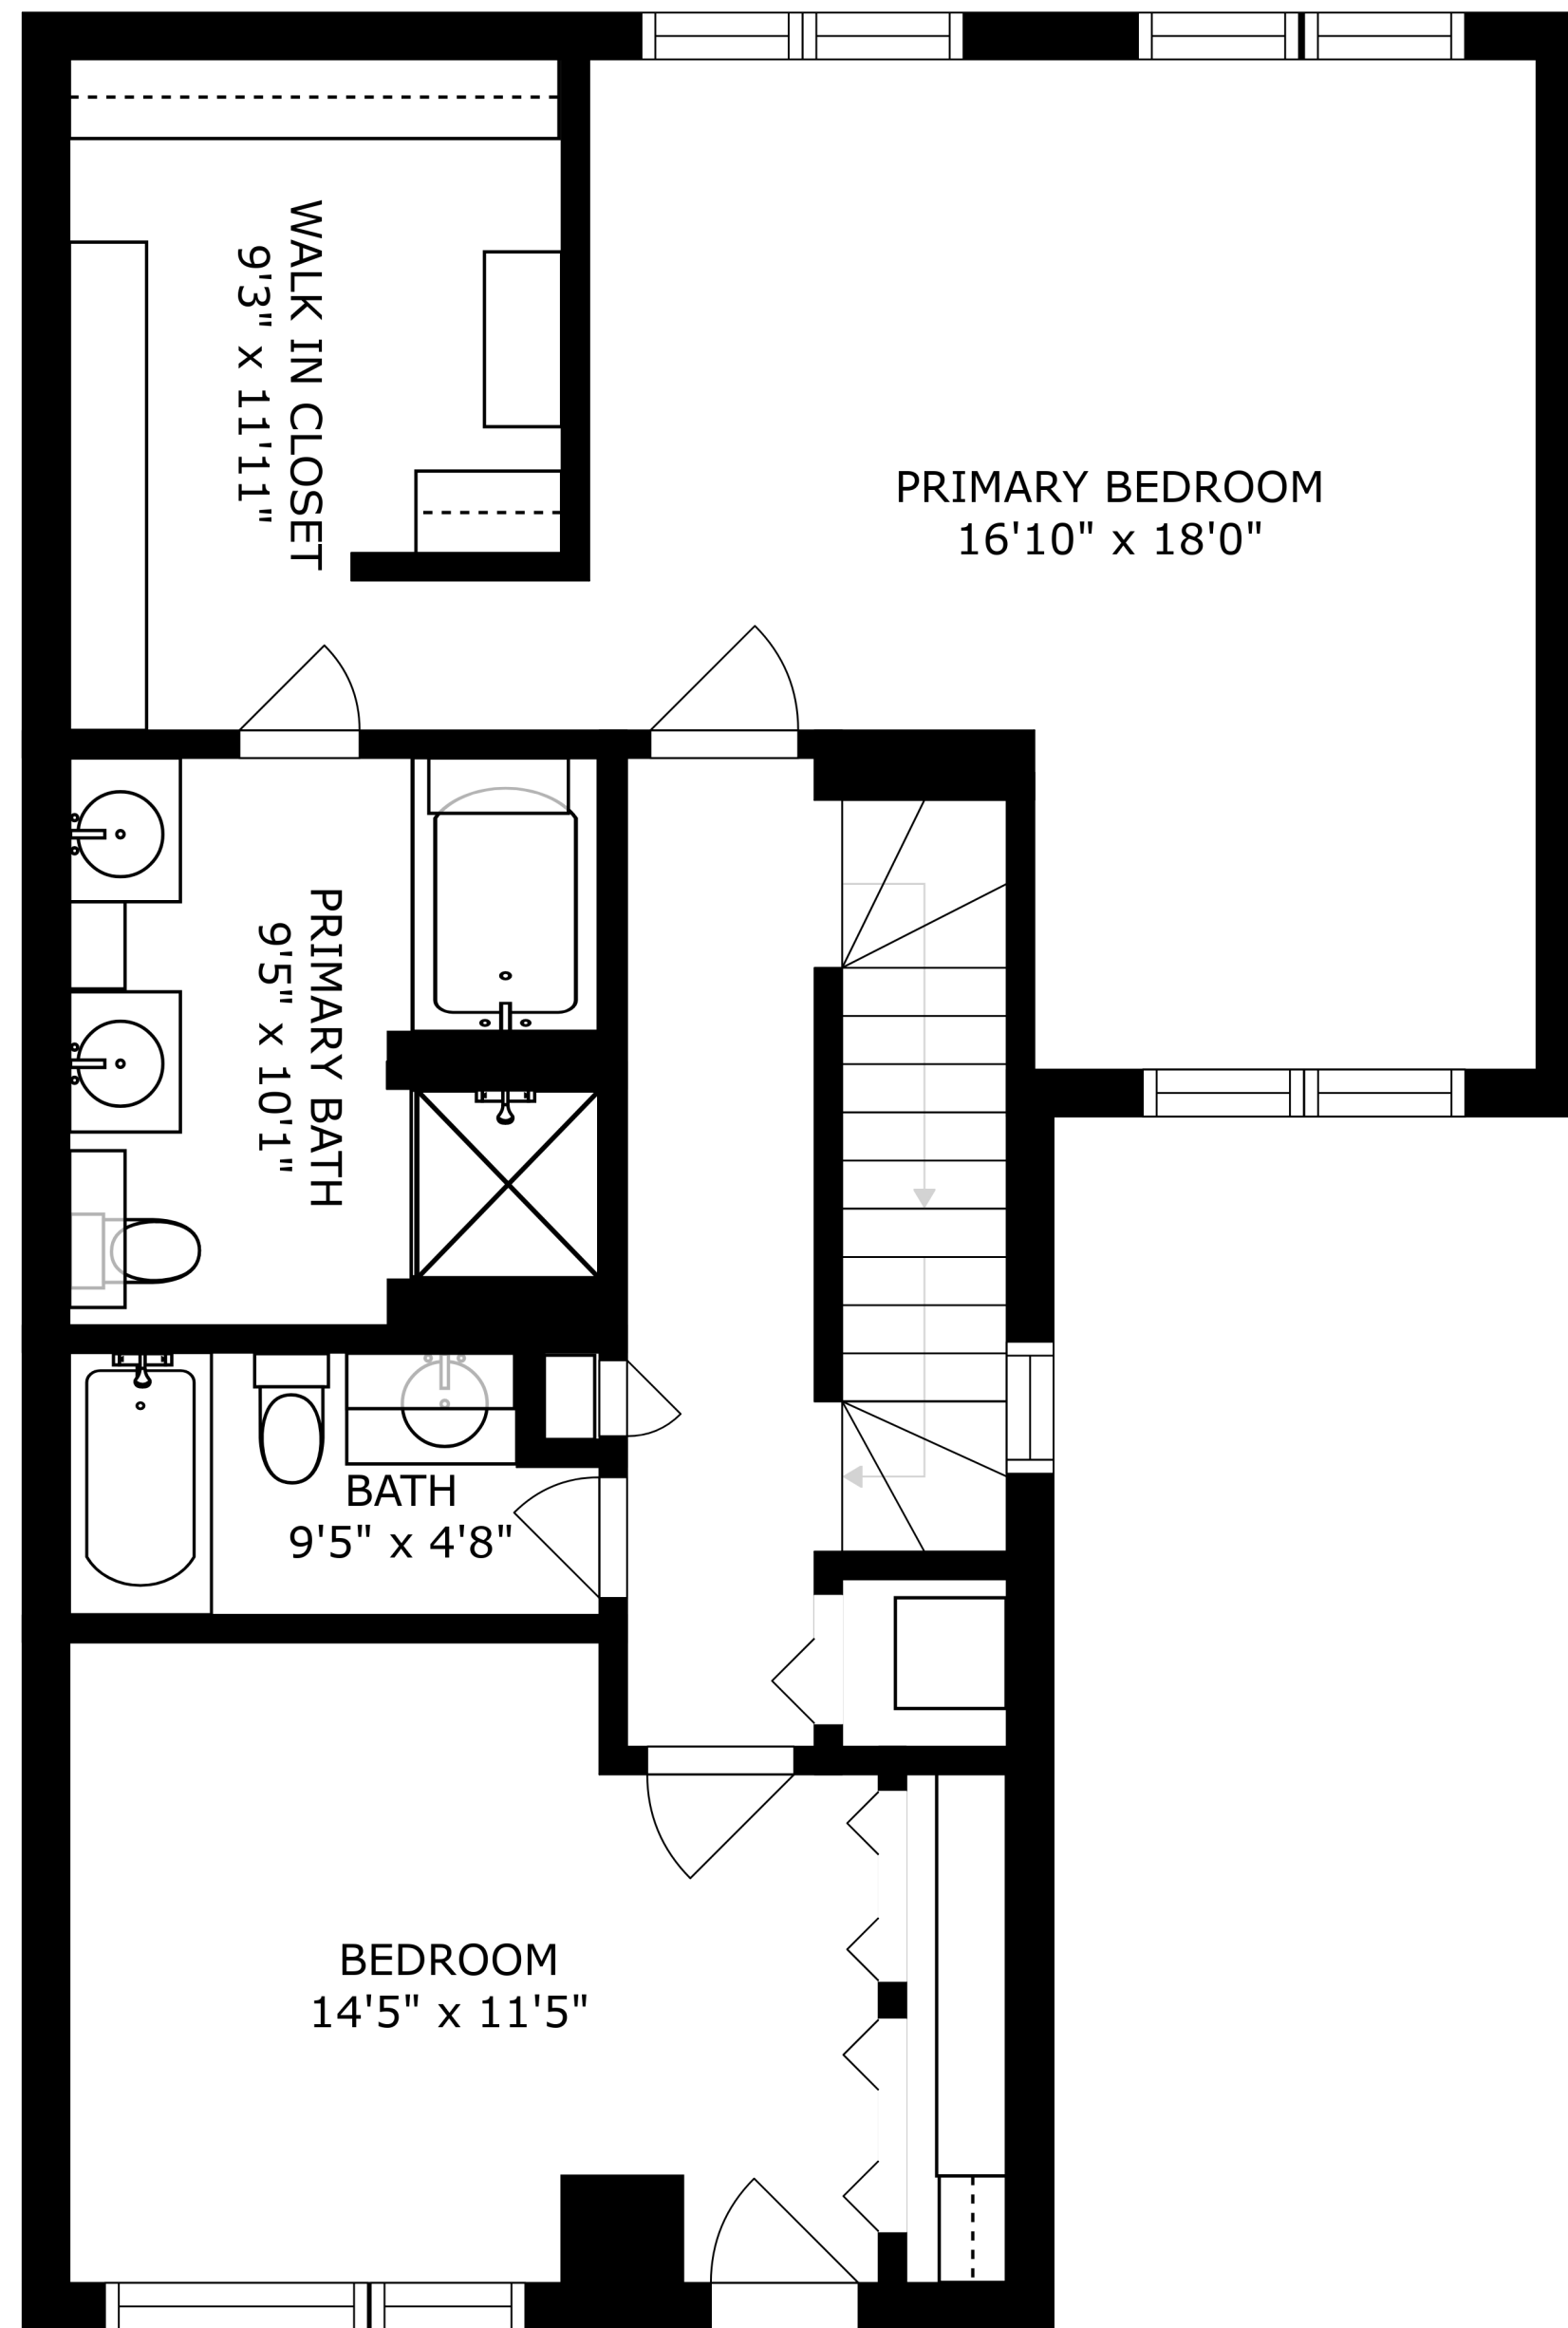 WALK IN CLOSET
9'3" x 11'11"
PRIMARY BEDROOM
16'10" x 18'0"
PRIMARY BATH
9'5" x 10'1"
BATH
9'5" x 4'8"
BEDROOM
14'5" x 11'5"